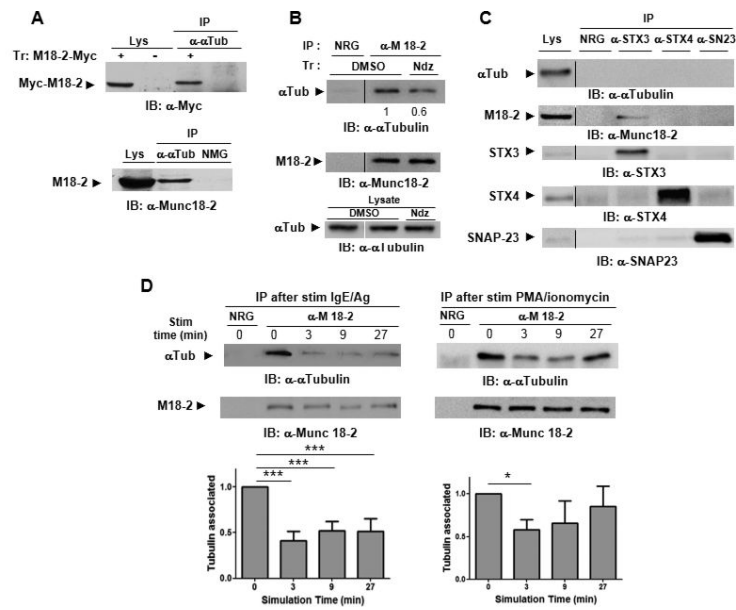 A
IP
Lys α-αTub
Tr: M18-2-Myc + - +
Myc-M18-2
IB: α-Myc
IP
Lys α-αTub NMG
M18-2
IB: α-Munc18-2
B
IP : NRG α-M 18-2
Tr : DMSO Ndz
αTub
1 0.6
IB: α-αTubulin
M18-2
IB: α-Munc18-2
Lysate
DMSO Ndz
αTub
IB: α-αTubulin
C
IP
Lys NRG α-STX3 α-STX4 α-SN23
αTub
IB: α-αTubulin
M18-2
IB: α-Munc18-2
STX3
IB: α-STX3
STX4
IB: α-STX4
SNAP-23
IB: α-SNAP23
D
IP after stim IgE/Ag
NRG α-M 18-2
Stim
time (min) 0 0 3 9 27
αTub
IB: α-αTubulin
M18-2
IB: α-Munc 18-2
***
***
***
Tubulin associated
1.0
0.5
0.0
0 3 9 27
Simulation Time (min)
IP after stim PMA/ionomycin
NRG α-M 18-2
0 0 3 9 27
IB: α-αTubulin
IB: α-Munc 18-2
*
Tubulin associated
1.0
0.5
0.0
0 3 9 27
Simulation Time (min)